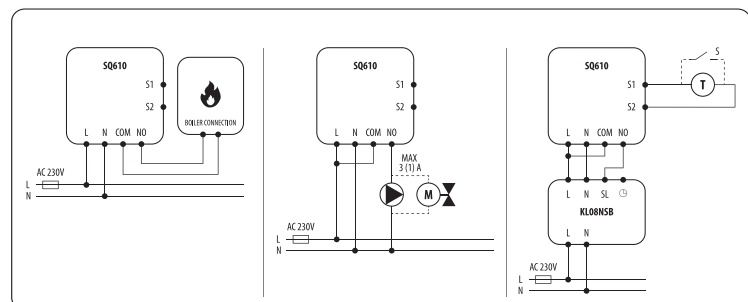 SQ610
S1
S2
L N COM NO
BOILER CONNECTION
AC 230V
L
N
SQ610
S1
S2
L N COM NO
MAX
3 (1) A
M
AC 230V
L
N
SQ610
S1
S2
S
T
L N COM NO
L N SL
KL08NSB
L N
AC 230V
L
N